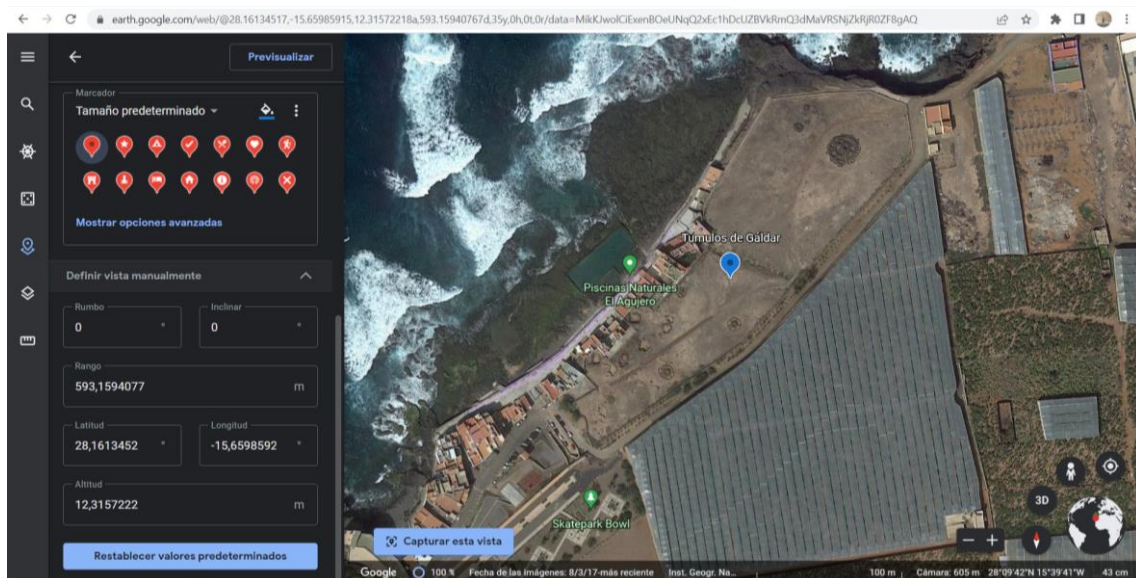 earth.google.com/web/@28.16134517,-15.65985915,12.31572218a,593.15940767d,35y,0h,0t,0r/data=MikKJwolCiExenBOeUNqQ2xEc1hDcUZBVkRmQ3dMaVRSNjZkRjR0ZF8gAQ
Previsualizar
Marcador
Tamaño predeterminado
Mostrar opciones avanzadas
Definir vista manualmente
Rumbo
0 °
Inclinar
0 °
Rango
593,1594077 m
Latitud
28,1613452 °
Longitud
-15,6598592 °
Altitud
12,3157222 m
Restablecer valores predeterminados
Túmulos de Gáldar
Piscinas Naturales
El Agujero
Skatepark Bowl
Capturar esta vista
3D
Google 100 % Fecha de las imágenes: 8/3/17-más reciente Inst. Geogr. Na... 100 m Cámara: 605 m 28°09'42"N 15°39'41"W 43 cm